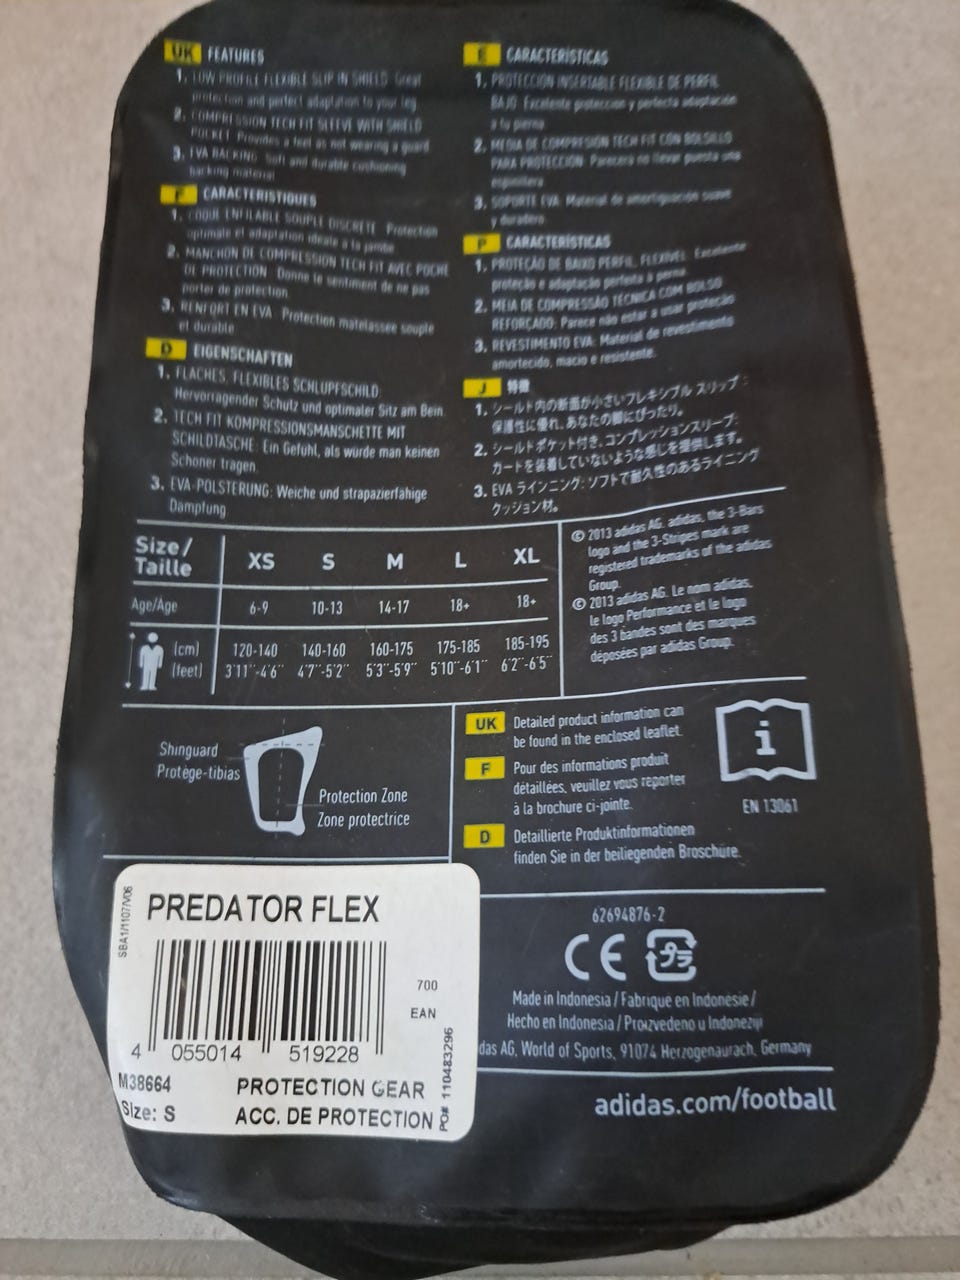 UK FEATURES
1. LOW PROFILE FLEXIBLE SLIP IN SHIELD: Great
protection and perfect adaptation to your leg
2. COMPRESSION TECH FIT SLEEVE WITH SHIELD
POCKET: Provides a feel as not wearing a guard
3. EVA BACKING: Soft and durable cushioning
backing material
F CARACTERISTIQUES
1. COQUE ENFILABLE SOUPLE DISCRETE: Protection
optimale et adaptation idéale à la jambe
2. MANCHON DE COMPRESSION TECH FIT AVEC POCHE
DE PROTECTION: Donne le sentiment de ne pas
porter de protection.
3. RENFORT EN EVA: Protection matelassée souple
et durable.
D EIGENSCHAFTEN
1. FLACHES, FLEXIBLES SCHLUPFSCHILD:
Hervorragender Schutz und optimaler Sitz am Bein.
2. TECH FIT KOMPRESSIONSMANSCHETTE MIT
SCHILDTASCHE: Ein Gefühl, als würde man keinen
Schoner tragen.
3. EVA-POLSTERUNG: Weiche und strapazierfähige
Dämpfung
E CARACTERÍSTICAS
1. PROTECCIÓN INSERTABLE FLEXIBLE DE PERFIL
BAJO: Excelente protección y perfecta adaptación
a tu pierna
2. MEDIA DE COMPRESIÓN TECH FIT CON BOLSILLO
PARA PROTECCIÓN: Parecerá no llevar puesta una
espinillera
3. SOPORTE EVA: Material de amortiguación suave
y duradero.
P CARACTERÍSTICAS
1. PROTEÇÃO DE BAIXO PERFIL, FLEXÍVEL: Excelente
proteção e adaptação perfeita à perna
2. MEIA DE COMPRESSÃO TÉCNICA COM BOLSO
REFORÇADO: Parece não estar a usar proteção
3. REVESTIMENTO EVA: Material de revestimento
amortecido, macio e resistente.
J 特徴
1. シールド内の断面が小さいフレキシブル スリップ:
保護性に優れ、あなたの脚にぴったり。
2. シールドポケット付き、コンプレッションスリーブ:
ガードを装着していないような感じを提供します。
3. EVA ラインニング: ソフトで耐久性のあるラインニング
クッション材。
Size/ XS S M L XL
Taille
Age/Âge 6-9 10-13 14-17 18+ 18+
(cm) 120-140 140-160 160-175 175-185 185-195
(feet) 3'11"-4'6" 4'7"-5'2" 5'3"-5'9" 5'10"-6'1" 6'2"-6'5"
© 2013 adidas AG. adidas, the 3-Bars
logo and the 3-Stripes mark are
registered trademarks of the adidas
Group.
© 2013 adidas AG. Le nom adidas,
le logo Performance et le logo
des 3 bandes sont des marques
déposées par adidas Group.
Shinguard
Protège-tibias
Protection Zone
Zone protectrice
UK Detailed product information can
be found in the enclosed leaflet.
F Pour des informations produit
détaillées, veuillez vous reporter
à la brochure ci-jointe.
D Detaillierte Produktinformationen
finden Sie in der beiliegenden Broschüre.
i
EN 13061
SBA1/1107/V06
PREDATOR FLEX
700
EAN
4 055014 519228
M38664 PROTECTION GEAR
Size: S ACC. DE PROTECTION
PO# 110483296
62694876-2
CE プラ
Made in Indonesia / Fabriqué en Indonésie /
Hecho en Indonesia / Proizvedeno u Indoneziji
das AG, World of Sports, 91074 Herzogenaurach, Germany
adidas.com/football